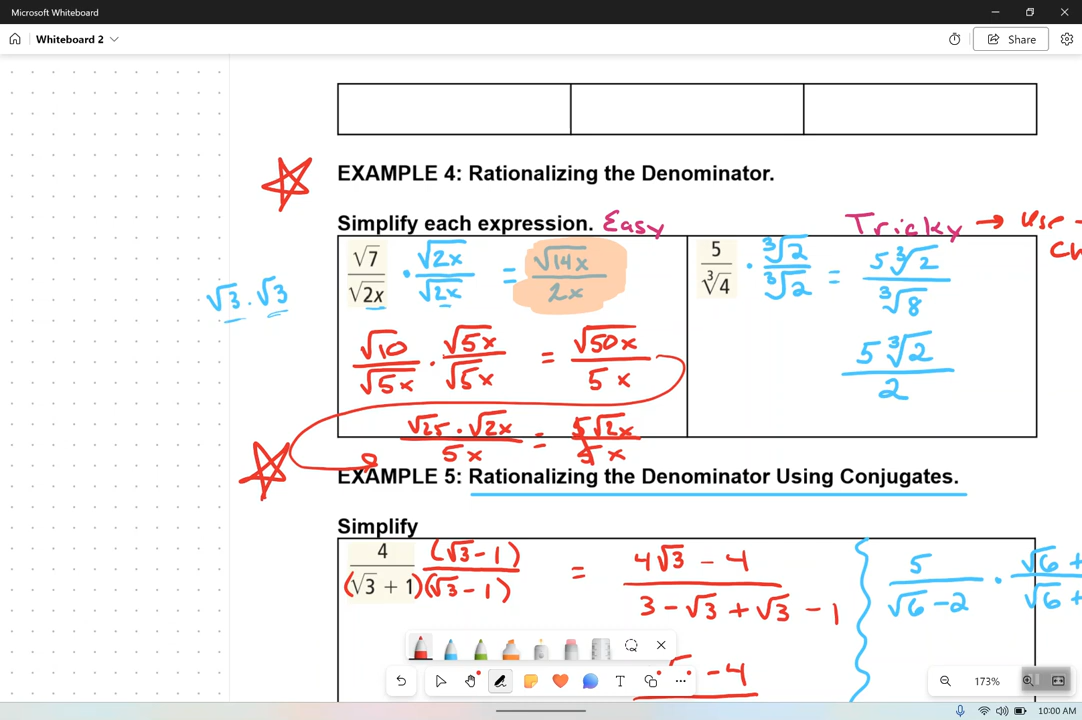 Microsoft Whiteboard
Whiteboard 2
Share
EXAMPLE 4: Rationalizing the Denominator.
Simplify each expression. Easy
Tricky → Use
√7/√2x · √2x/√2x = √14x/2x
5/∛4 · ∛2/∛2 = 5∛2/∛8
√3 · √3
√10/√5x · √5x/√5x = √50x/5x
5∛2/2
√25 · √2x/5x = 5√2x/5x
EXAMPLE 5: Rationalizing the Denominator Using Conjugates.
Simplify
4/(√3 + 1) (√3 - 1)/(√3 - 1) = 4√3 - 4/3 - √3 + √3 - 1
5/√6 - 2 · √6 +/√6 +
- 4
173%
10:00 AM